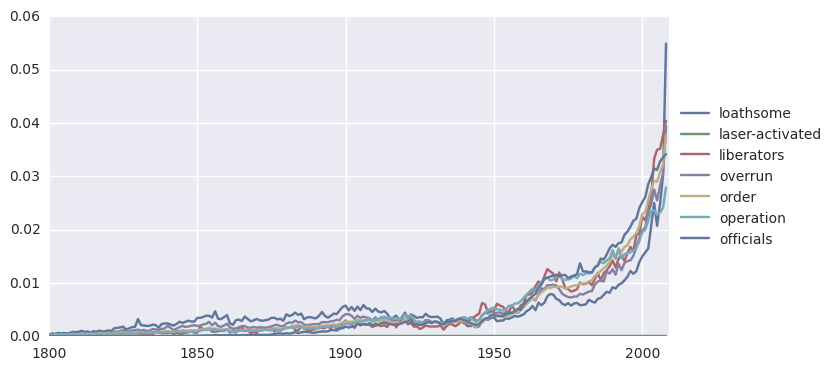 0.06
0.05
0.04
0.03
0.02
0.01
0.00
1800
1850
1900
1950
2000
loathsome
laser-activated
liberators
overrun
order
operation
officials